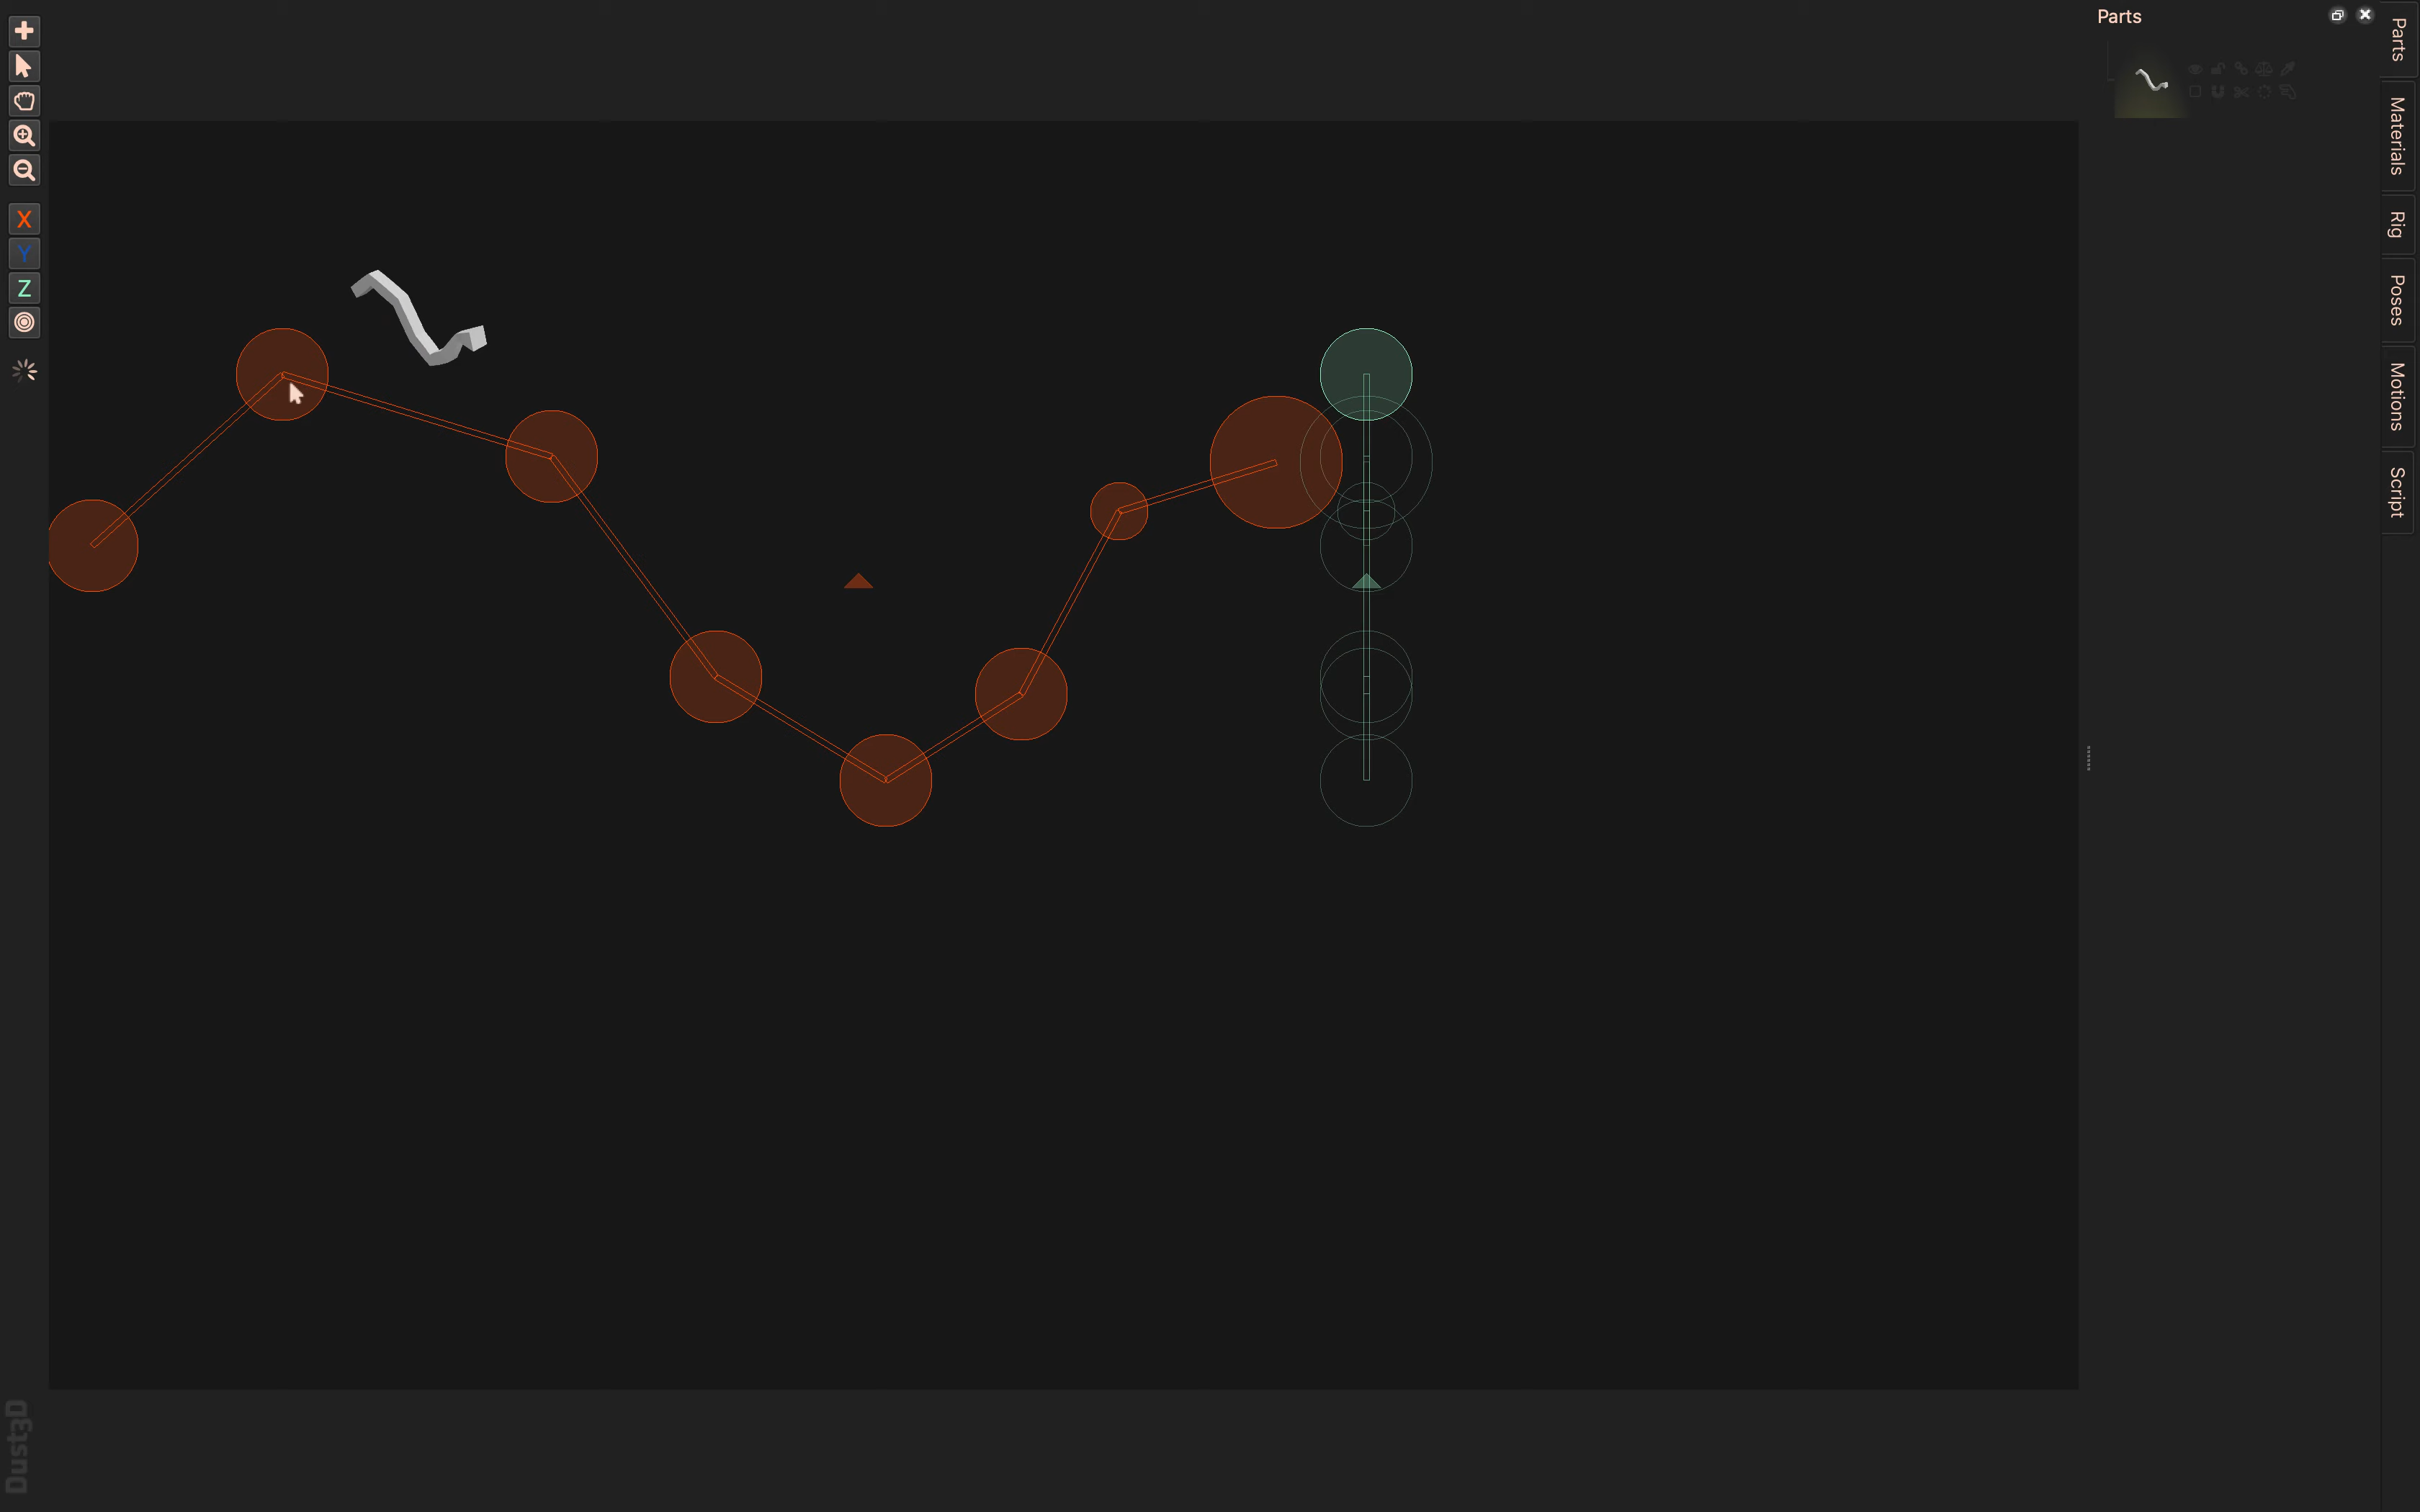 Parts
X
Y
Z
Parts
Materials
Rig
Poses
Motions
Script
Dust3D